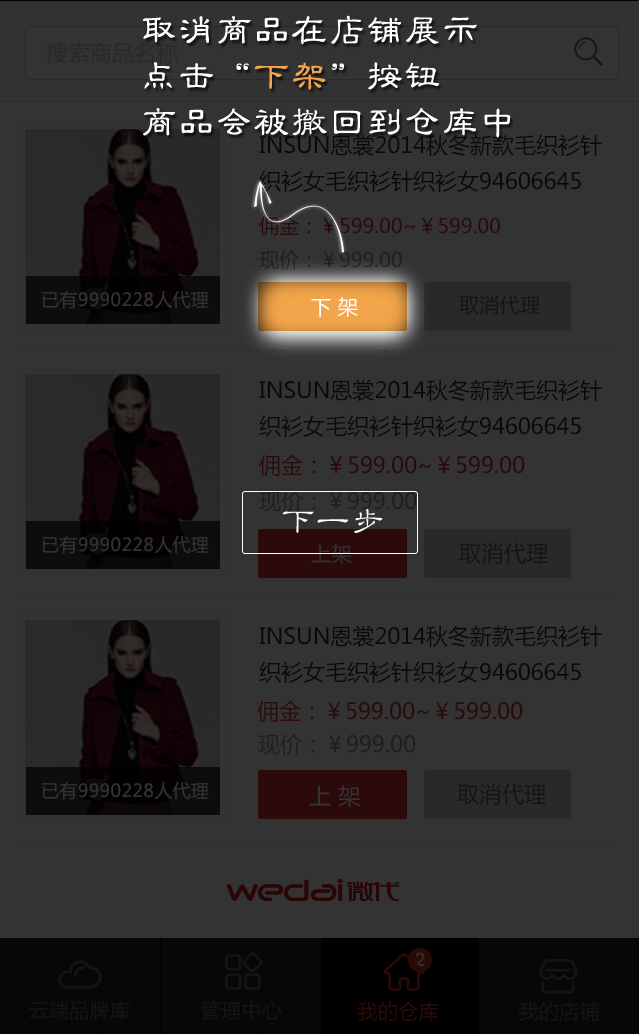 取消商品在店铺展示
搜索商品名称
点击“下架”按钮
商品会被撤回到仓库中
INSUN恩裳2014秋冬新款毛织衫针
织衫女毛织衫针织衫女94606645
佣金：￥599.00~￥599.00
现价：￥999.00
已有9990228人代理
下 架
取消代理
INSUN恩裳2014秋冬新款毛织衫针
织衫女毛织衫针织衫女94606645
佣金：￥599.00~￥599.00
现价：￥999.00
下一步
已有9990228人代理
上架
取消代理
INSUN恩裳2014秋冬新款毛织衫针
织衫女毛织衫针织衫女94606645
佣金：￥599.00~￥599.00
现价：￥999.00
已有9990228人代理
上 架
取消代理
wedai微代
2
云端品牌库
管理中心
我的仓库
我的店铺